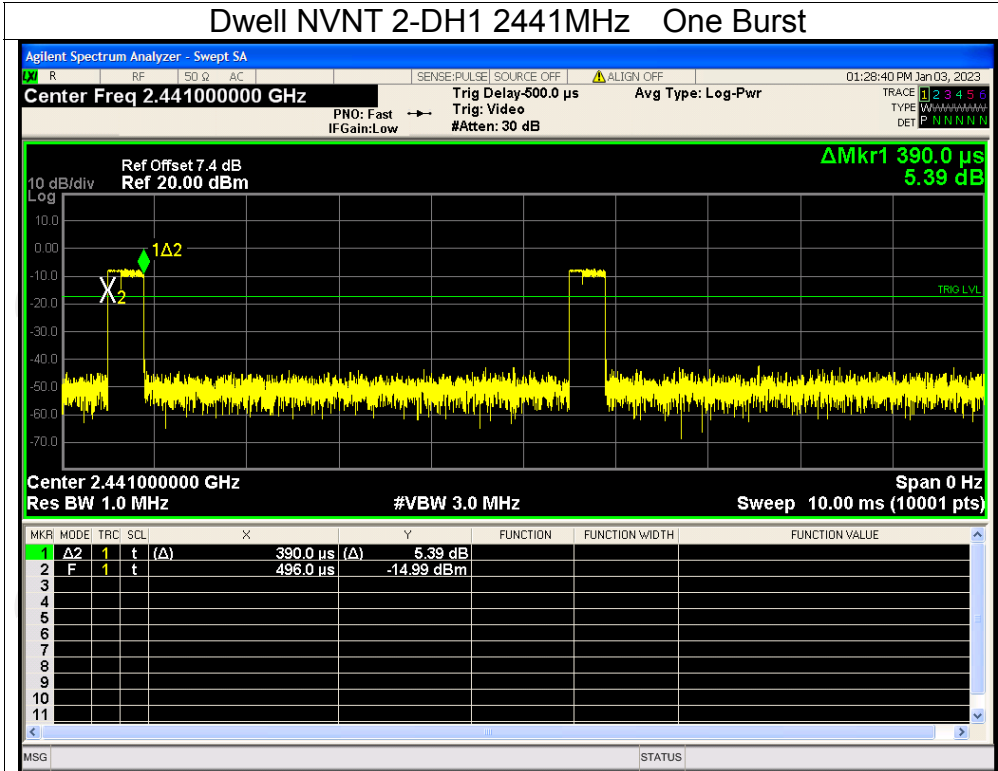 Dwell NVNT 2-DH1 2441MHz One Burst
Agilent Spectrum Analyzer - Swept SA
LXI R RF 50 Ω AC SENSE:PULSE SOURCE OFF ALIGN OFF 01:28:40 PM Jan 03, 2023
Center Freq 2.441000000 GHz Trig Delay-500.0 µs Avg Type: Log-Pwr TRACE 1 2 3 4 5 6
PNO: Fast Trig: Video TYPE WWWWWWW
IFGain:Low #Atten: 30 dB DET P N N N N N
ΔMkr1 390.0 µs
5.39 dB
Ref Offset 7.4 dB
10 dB/div Ref 20.00 dBm
Log
10.0
0.00
1Δ2
-10.0
2
TRIG LVL
-20.0
-30.0
-40.0
-50.0
-60.0
-70.0
Center 2.441000000 GHz Span 0 Hz
Res BW 1.0 MHz #VBW 3.0 MHz Sweep 10.00 ms (10001 pts)
MKR MODE TRC SCL X Y FUNCTION FUNCTION WIDTH FUNCTION VALUE
1 Δ2 1 t (Δ) 390.0 µs (Δ) 5.39 dB
2 F 1 t 496.0 µs -14.99 dBm
3
4
5
6
7
8
9
10
11
MSG STATUS